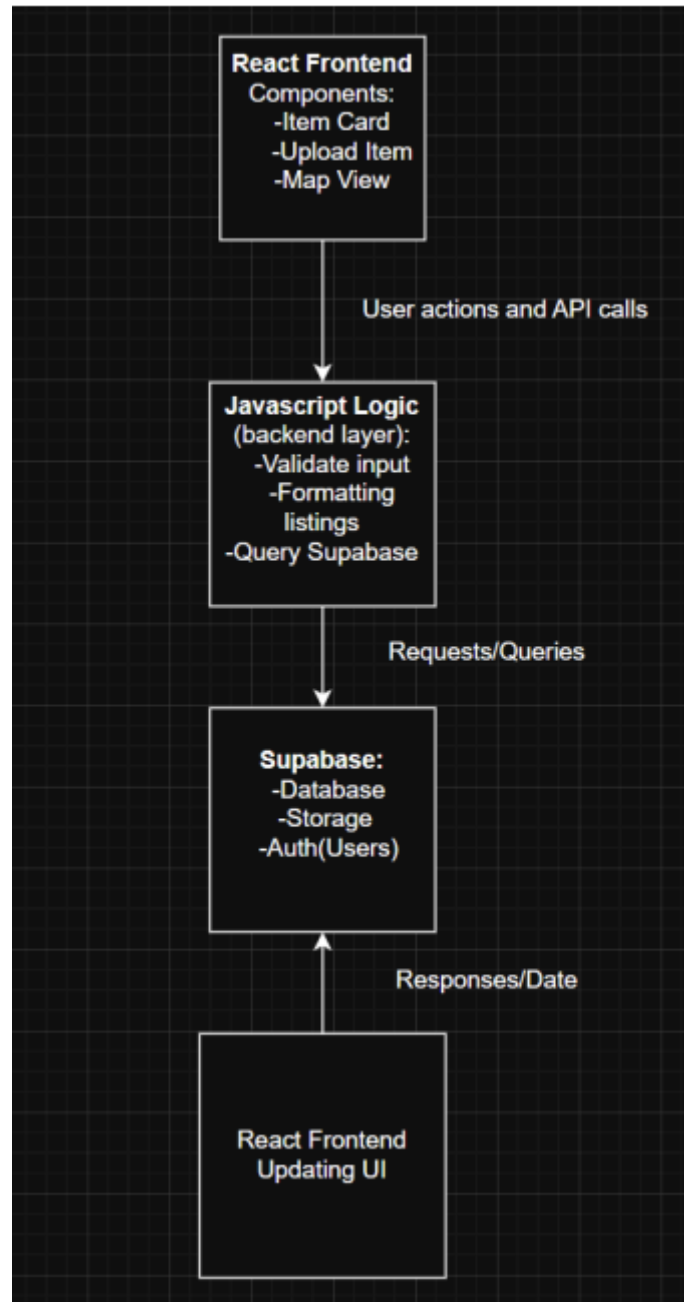 React Frontend
Components:
-Item Card
-Upload Item
-Map View
User actions and API calls
Javascript Logic
(backend layer):
-Validate input
-Formatting
listings
-Query Supabase
Requests/Queries
Supabase:
-Database
-Storage
-Auth(Users)
Responses/Date
React Frontend
Updating UI